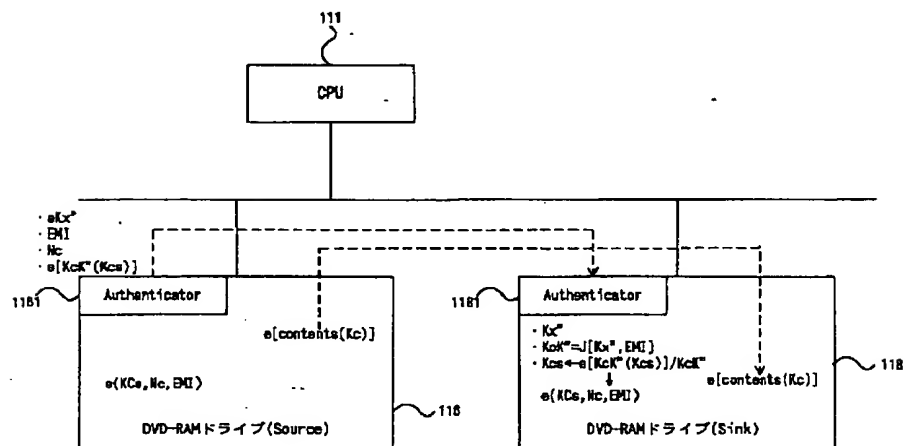 111
CPU
・eKx"
・EMI
・Nc
・e[KcK"(Kcs)]
1181
Authenticator
e[contents(Kc)]
e(KCs,Nc,EMI)
DVD-RAMドライブ(Source)
118
1181
Authenticator
・Kx"
・KcK"=J[Kx",EMI]
・Kcs←e[KcK"(Kcs)]/KcK"
e(KCs,Nc,EMI)
e[contents(Kc)]
DVD-RAMドライブ(Sink)
118